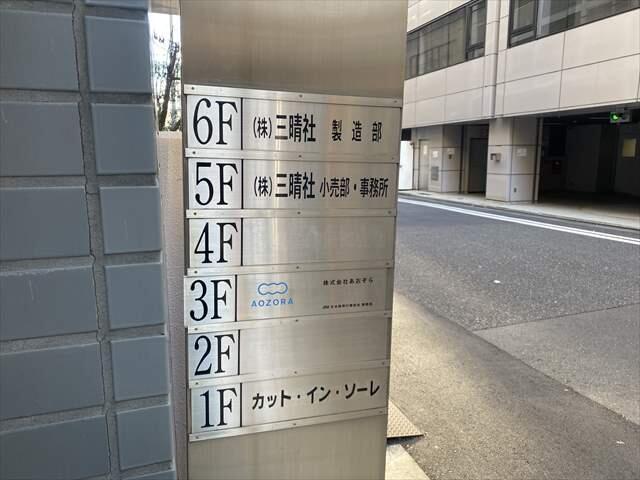 6F (株)三晴社 製造部
5F (株)三晴社 小売部・事務所
4F
3F AOZORA 株式会社あおぞら
2F
1F カット・イン・ソーレ